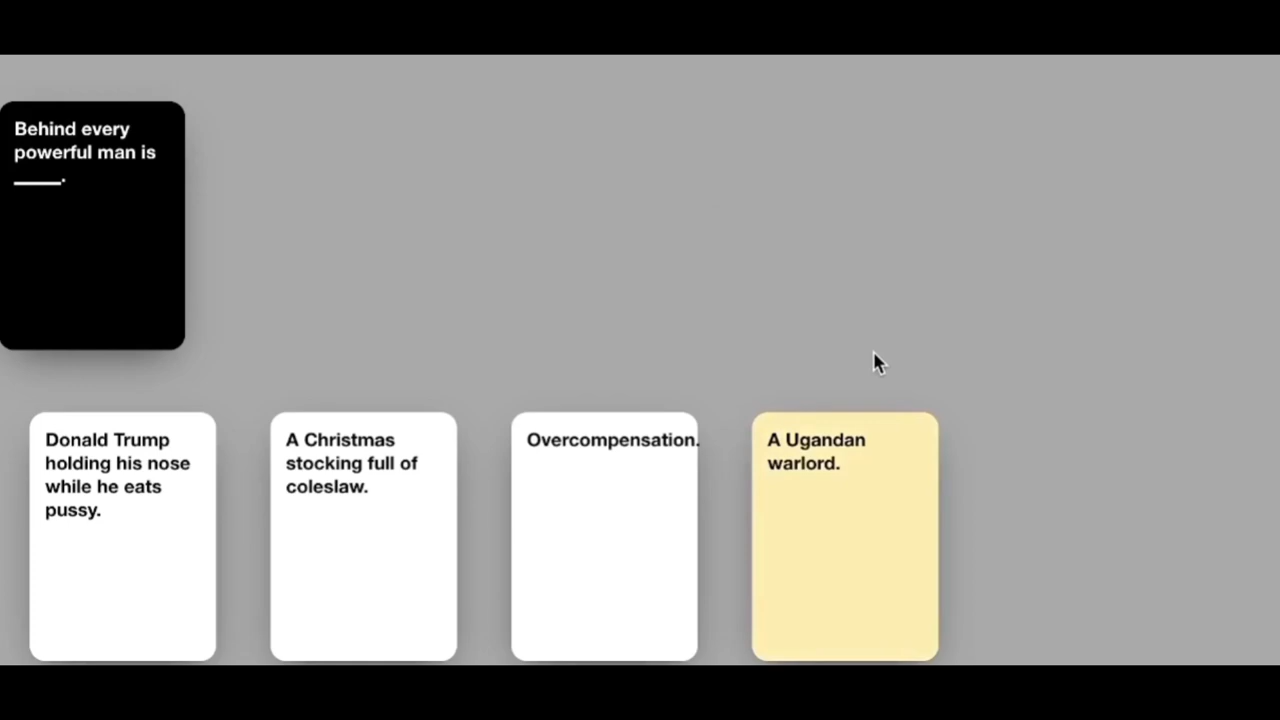 Behind every
powerful man is
_____.
Donald Trump
holding his nose
while he eats
pussy.
A Christmas
stocking full of
coleslaw.
Overcompensation.
A Ugandan
warlord.